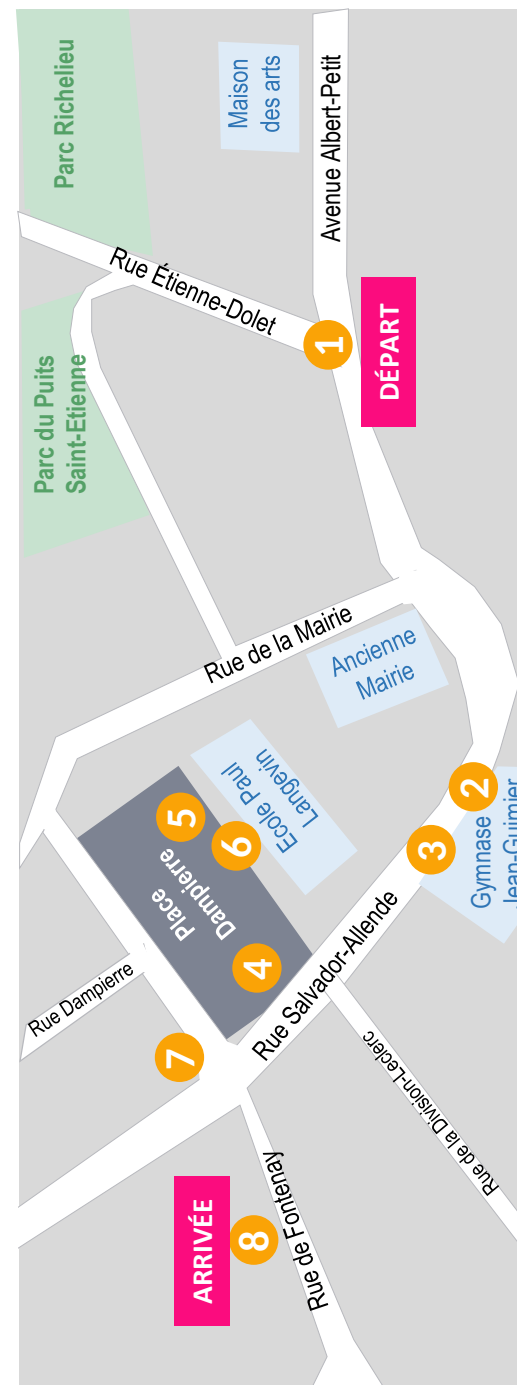 Parc Richelieu
Maison
des arts
Avenue Albert-Petit
Rue Étienne-Dolet
Parc du Puits
Saint-Etienne
1
DÉPART
Rue de la Mairie
Ancienne
Mairie
2
Gymnase
Jean-Guimier
3
Ecole Paul
Langevin
5
6
Place
Dampierre
4
Rue Salvador-Allende
Rue Dampierre
7
Rue de la Division-Leclerc
Rue de Fontenay
8
ARRIVÉE